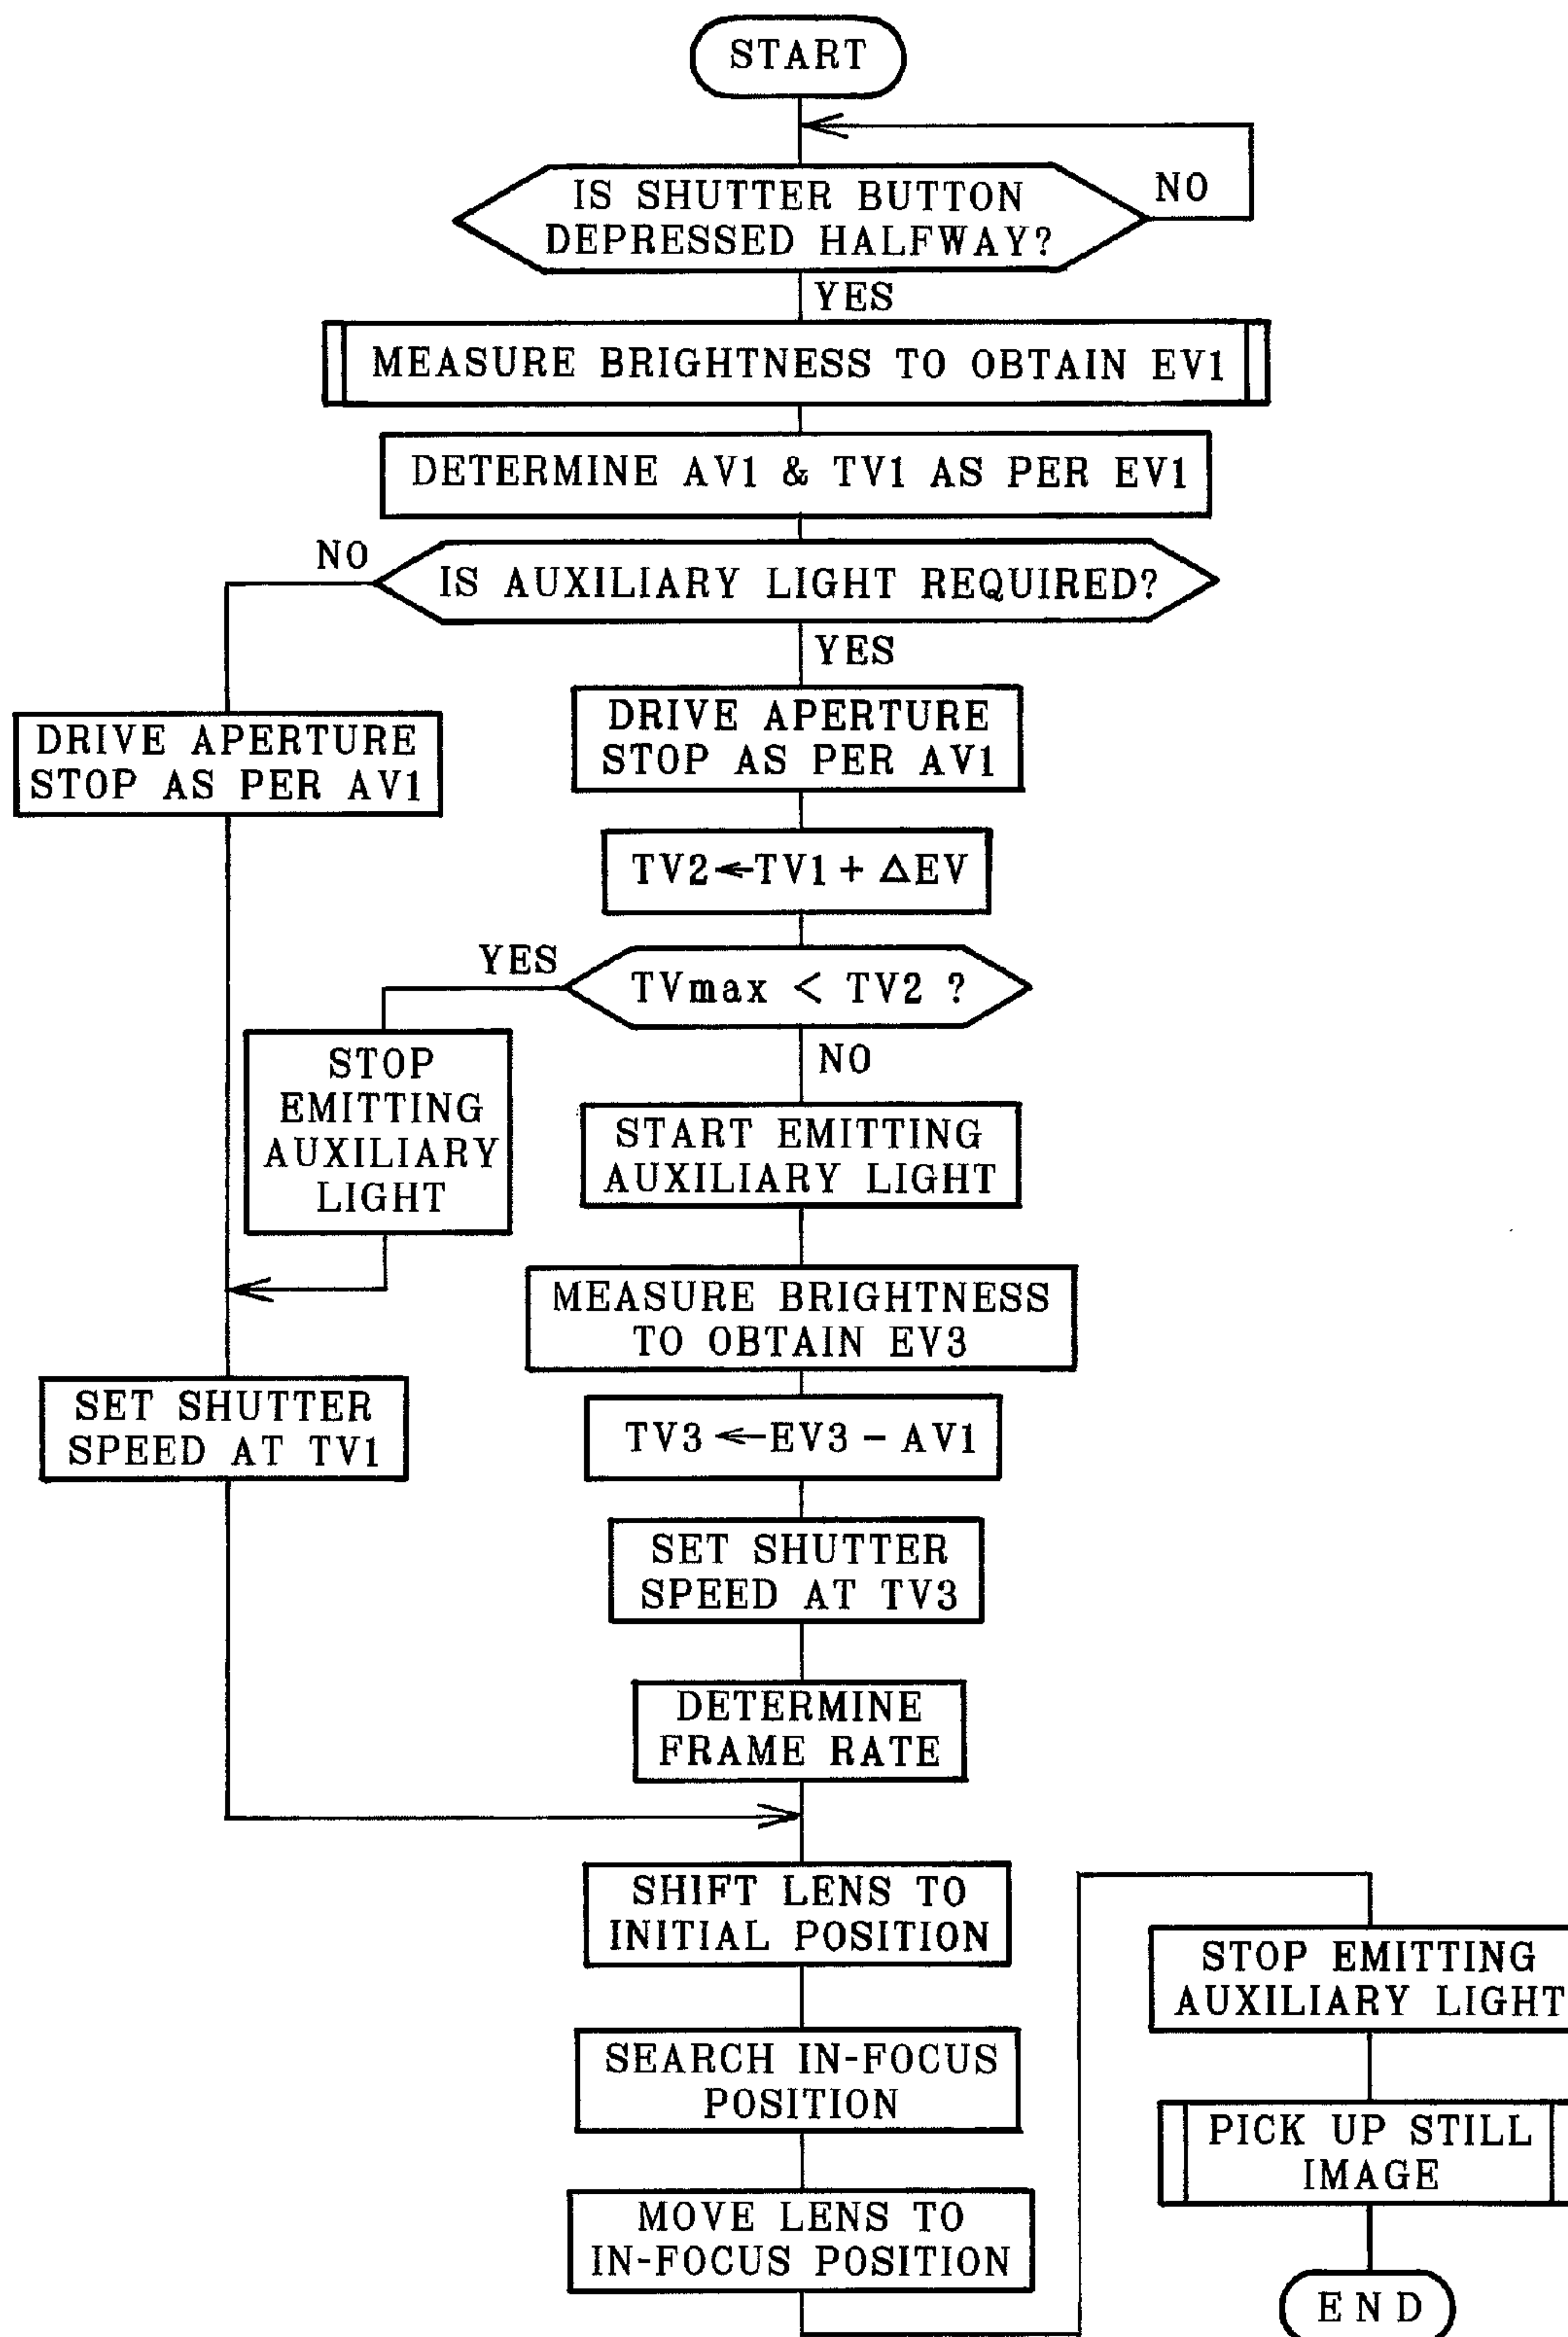 START
IS SHUTTER BUTTON
DEPRESSED HALFWAY?
NO
YES
MEASURE BRIGHTNESS TO OBTAIN EV1
DETERMINE AV1 & TV1 AS PER EV1
NO
IS AUXILIARY LIGHT REQUIRED?
YES
DRIVE APERTURE
STOP AS PER AV1
DRIVE APERTURE
STOP AS PER AV1
TV2←TV1 + ΔEV
YES
TVmax < TV2 ?
NO
STOP
EMITTING
AUXILIARY
LIGHT
START EMITTING
AUXILIARY LIGHT
MEASURE BRIGHTNESS
TO OBTAIN EV3
SET SHUTTER
SPEED AT TV1
TV3←EV3 − AV1
SET SHUTTER
SPEED AT TV3
DETERMINE
FRAME RATE
SHIFT LENS TO
INITIAL POSITION
SEARCH IN-FOCUS
POSITION
MOVE LENS TO
IN-FOCUS POSITION
STOP EMITTING
AUXILIARY LIGHT
PICK UP STILL
IMAGE
END